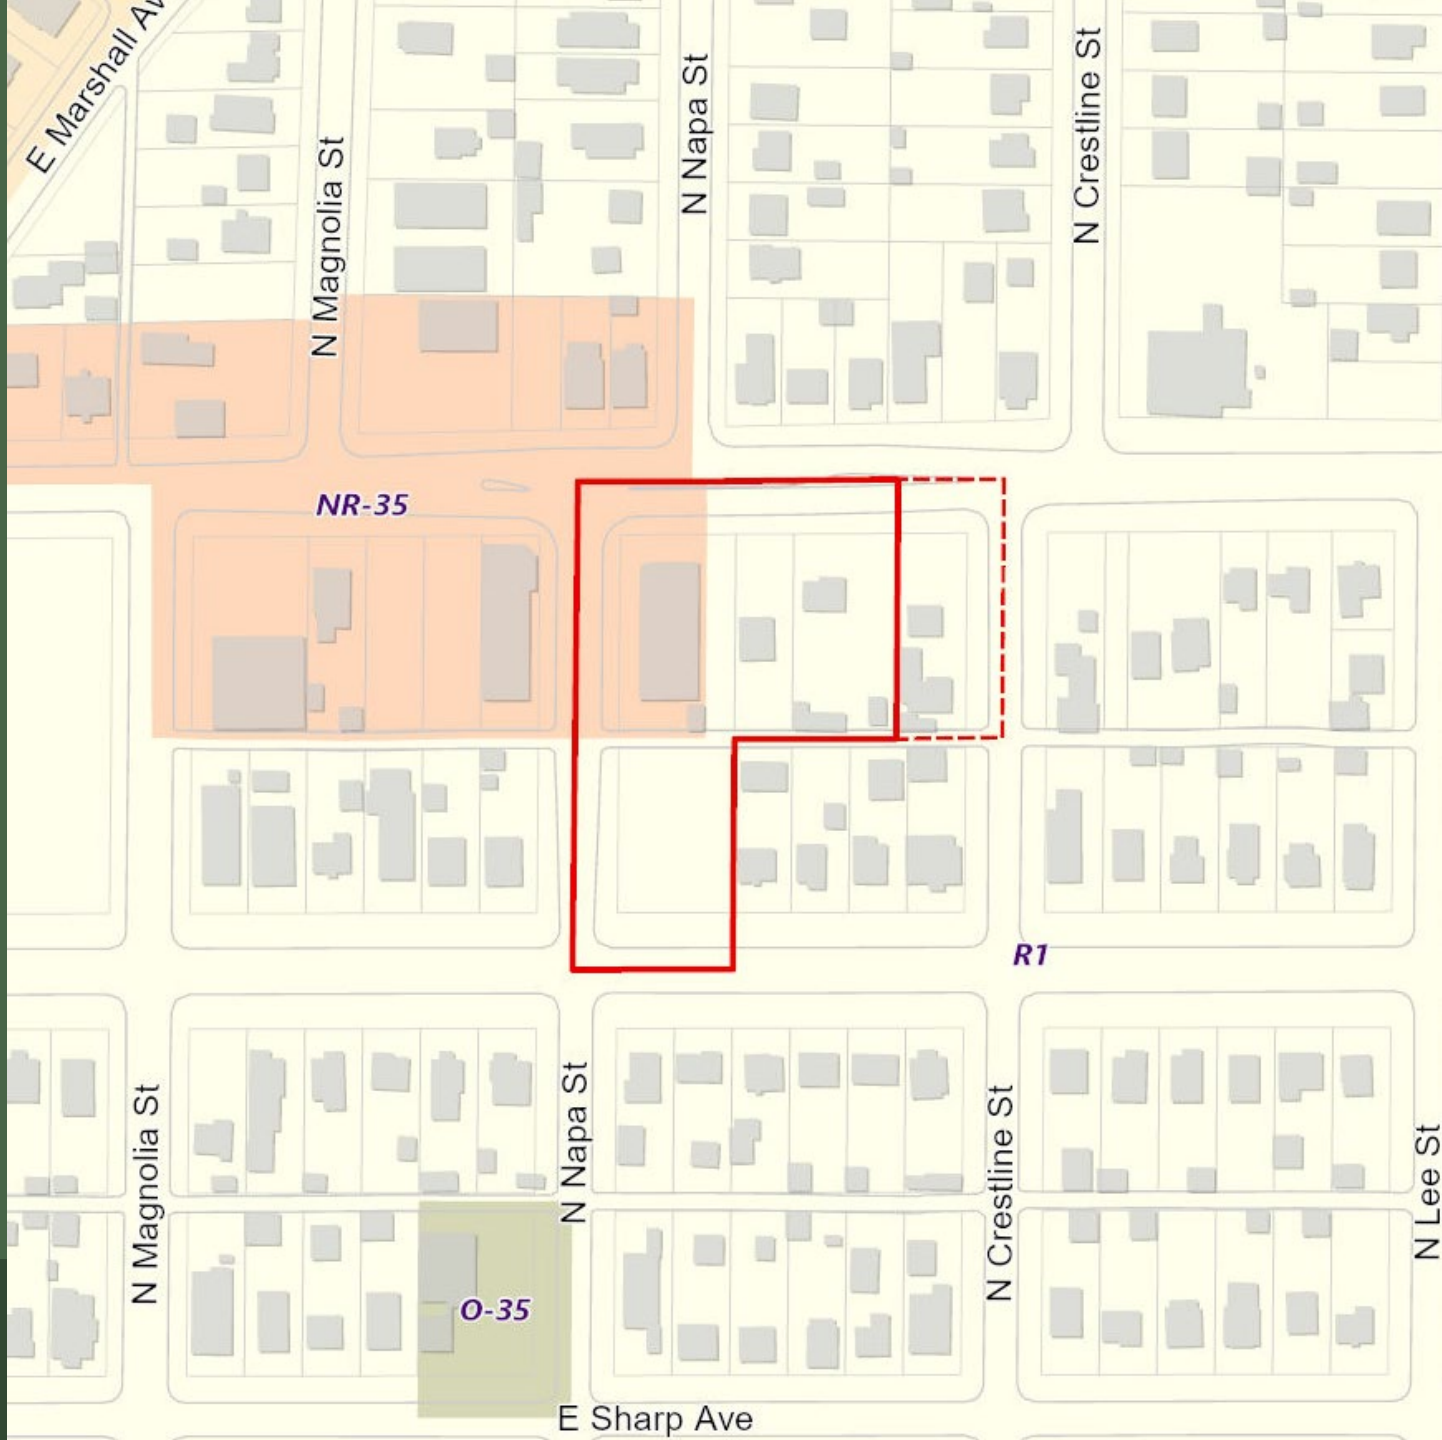 E Marshall Av
N Magnolia St
N Napa St
N Crestline St
NR-35
R1
N Magnolia St
N Napa St
N Crestline St
N Lee St
O-35
E Sharp Ave